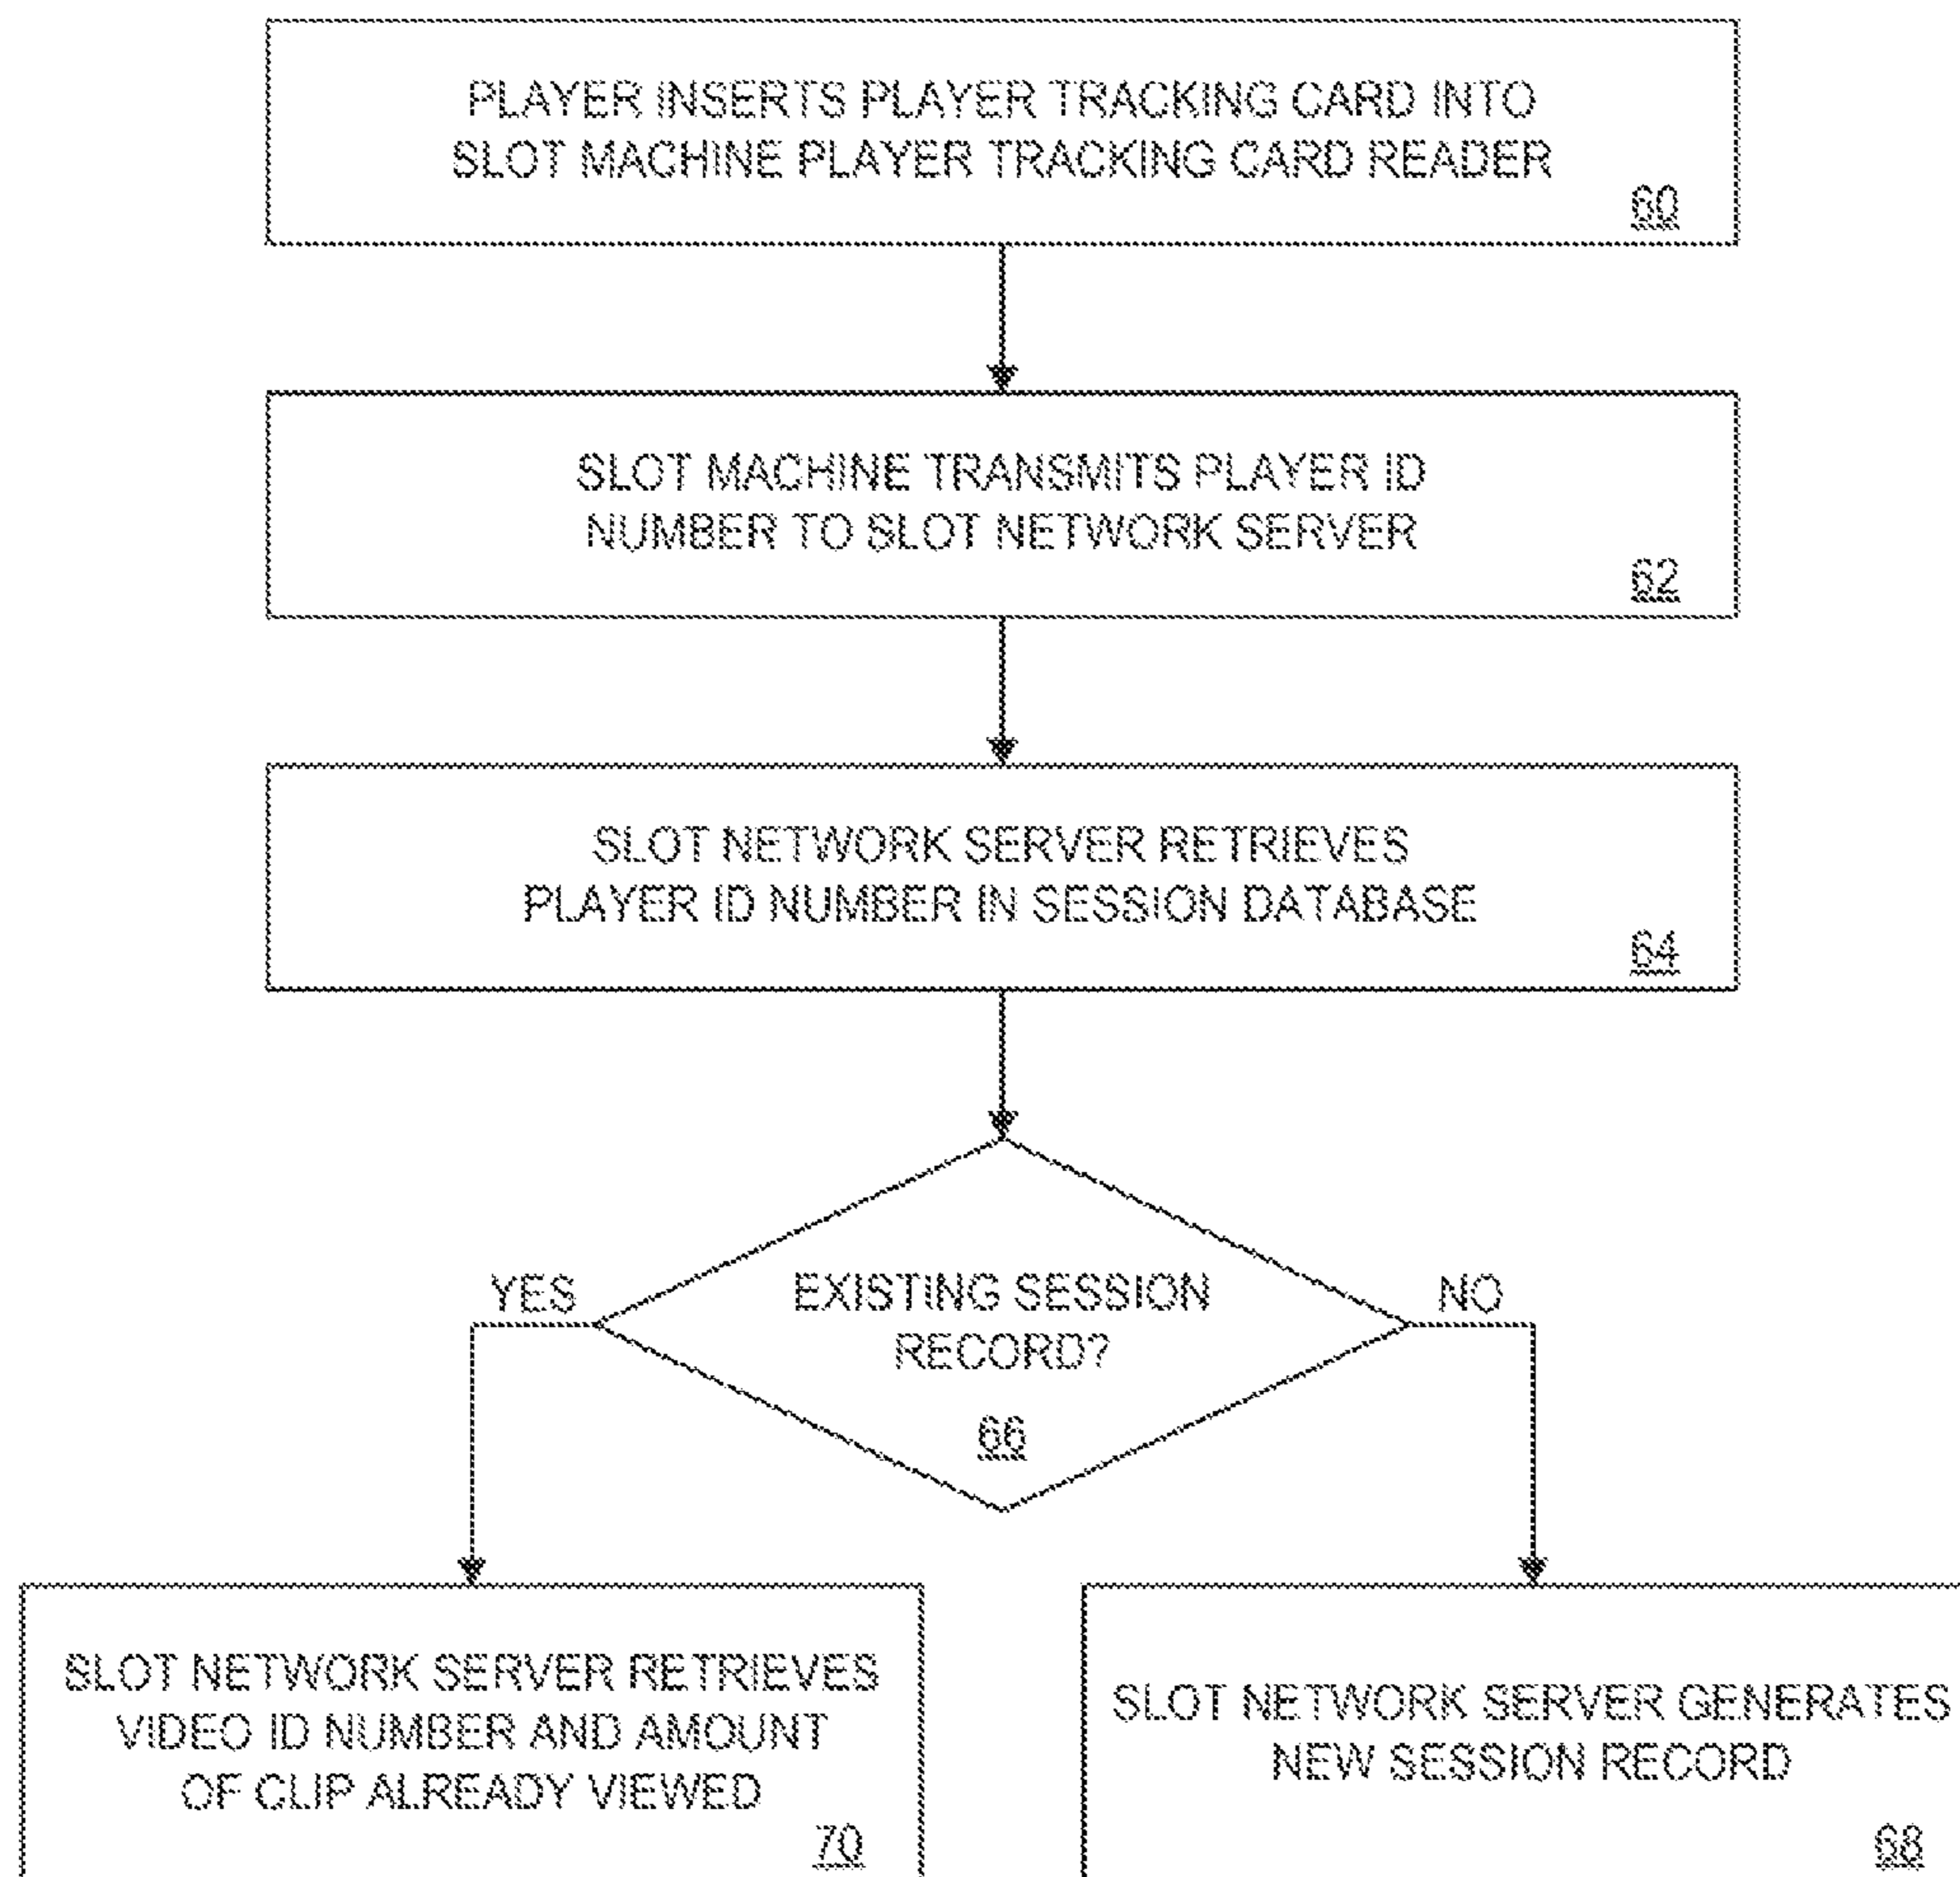 PLAYER INSERTS PLAYER TRACKING CARD INTO
SLOT MACHINE PLAYER TRACKING CARD READER
60
SLOT MACHINE TRANSMITS PLAYER ID
NUMBER TO SLOT NETWORK SERVER
62
SLOT NETWORK SERVER RETRIEVES
PLAYER ID NUMBER IN SESSION DATABASE
64
YES
EXISTING SESSION
RECORD?
66
NO
SLOT NETWORK SERVER RETRIEVES
VIDEO ID NUMBER AND AMOUNT
OF CLIP ALREADY VIEWED
70
SLOT NETWORK SERVER GENERATES
NEW SESSION RECORD
68